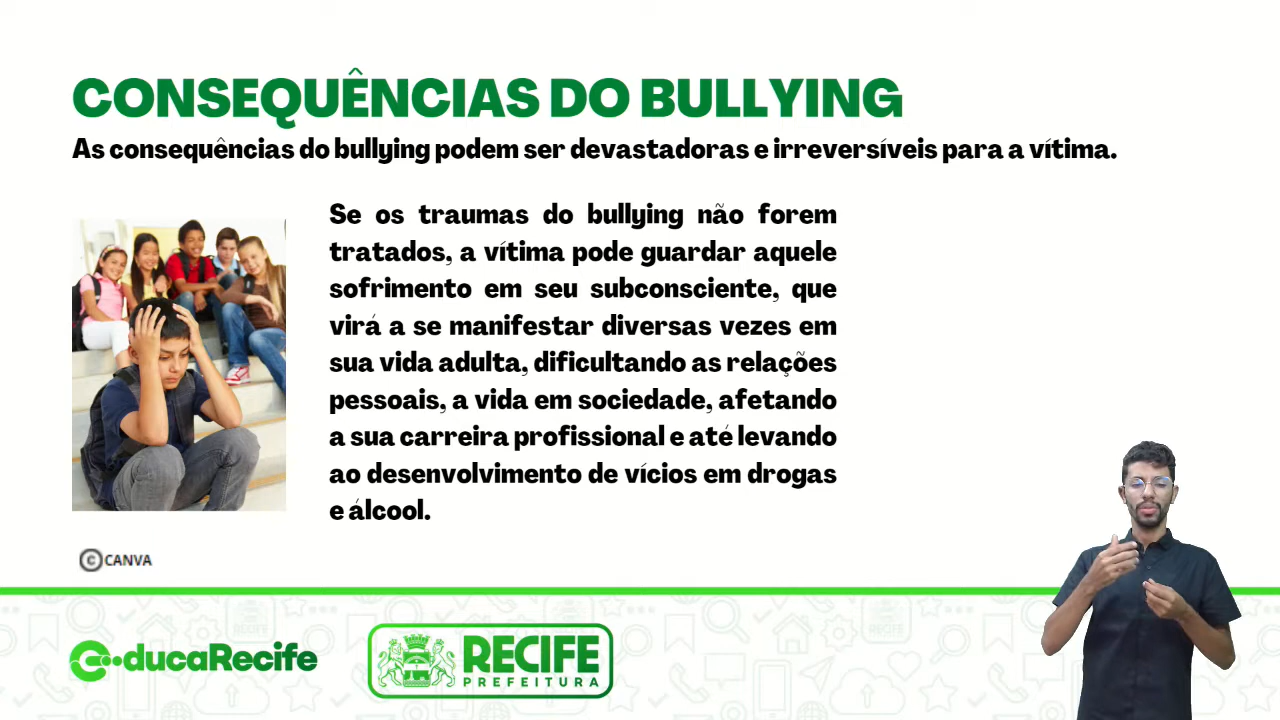 CONSEQUÊNCIAS DO BULLYING
As consequências do bullying podem ser devastadoras e irreversíveis para a vítima.
Se os traumas do bullying não forem
tratados, a vítima pode guardar aquele
sofrimento em seu subconsciente, que
virá a se manifestar diversas vezes em
sua vida adulta, dificultando as relações
pessoais, a vida em sociedade, afetando
a sua carreira profissional e até levando
ao desenvolvimento de vícios em drogas
e álcool.
© CANVA
ducaRecife
RECIFE
PREFEITURA